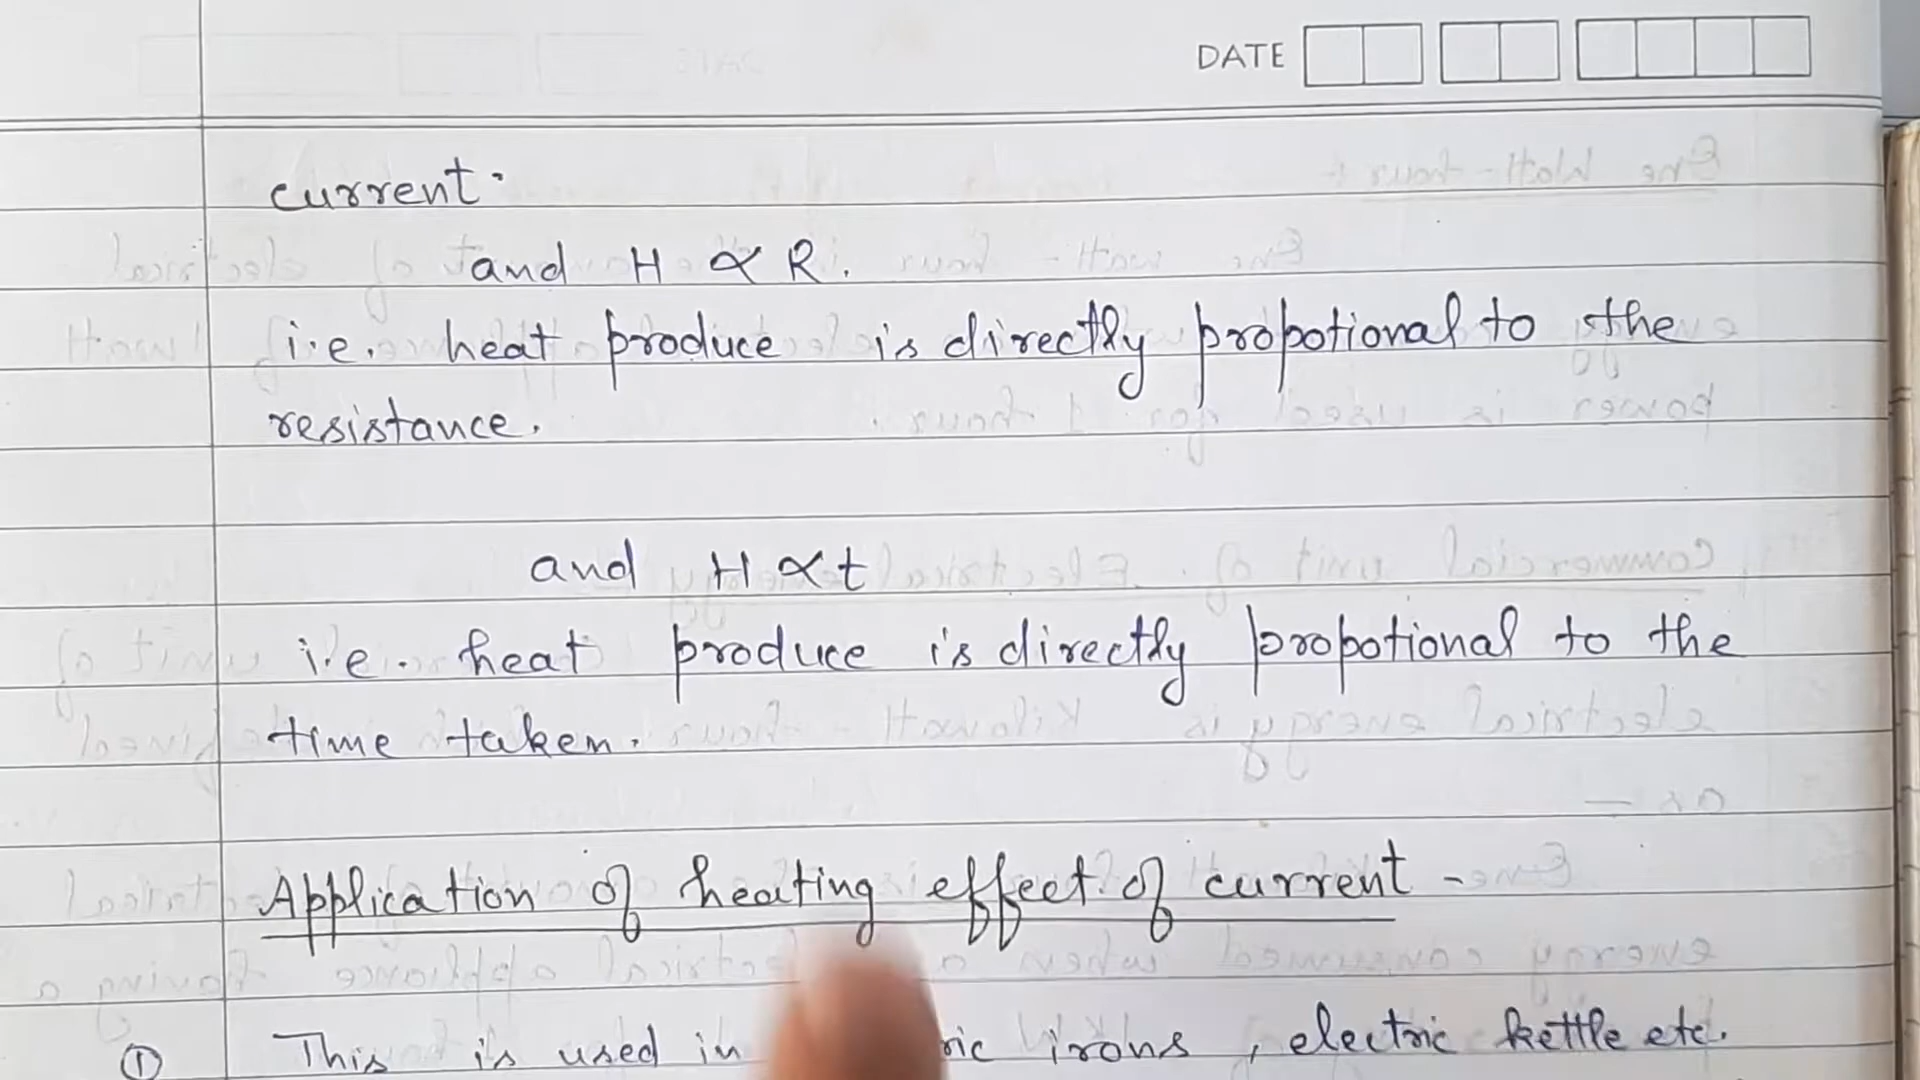 DATE
current.
and H ∝ R.
i.e. heat produce is directly propotional to the
resistance.
and H ∝ t
i.e. heat produce is directly propotional to the
time taken.
Application of heating effect of current -
① This is used in ric irons, electric kettle etc.